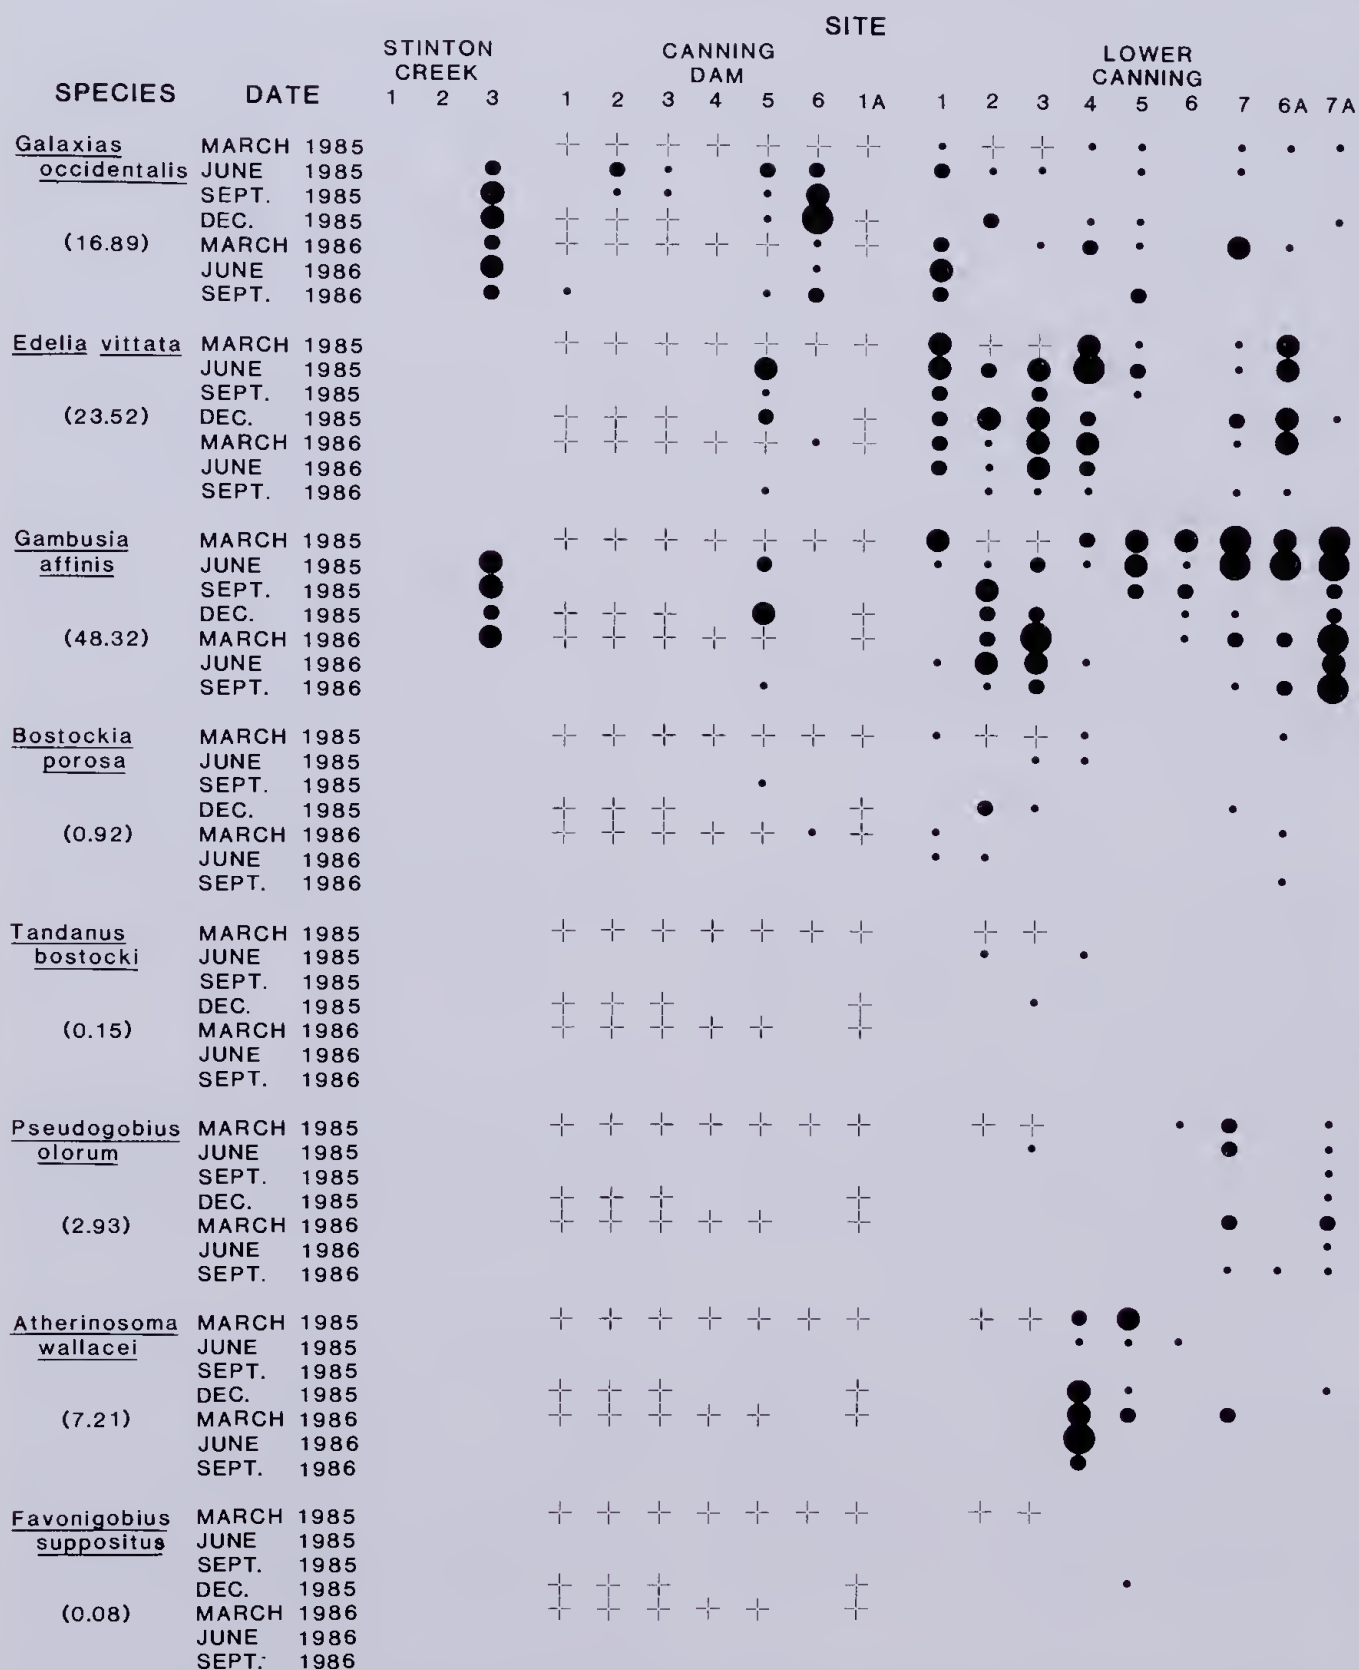 SITE
STINTON CREEK
CANNING DAM
LOWER CANNING
SPECIES DATE 1 2 3 1 2 3 4 5 6 1A 1 2 3 4 5 6 7 6A 7A
Galaxias MARCH 1985
occidentalis JUNE 1985
SEPT. 1985
DEC. 1985
(16.89) MARCH 1986
JUNE 1986
SEPT. 1986
Edelia vittata MARCH 1985
JUNE 1985
SEPT. 1985
(23.52) DEC. 1985
MARCH 1986
JUNE 1986
SEPT. 1986
Gambusia MARCH 1985
affinis JUNE 1985
SEPT. 1985
DEC. 1985
(48.32) MARCH 1986
JUNE 1986
SEPT. 1986
Bostockia MARCH 1985
porosa JUNE 1985
SEPT. 1985
DEC. 1985
(0.92) MARCH 1986
JUNE 1986
SEPT. 1986
Tandanus MARCH 1985
bostocki JUNE 1985
SEPT. 1985
DEC. 1985
(0.15) MARCH 1986
JUNE 1986
SEPT. 1986
Pseudogobius MARCH 1985
olorum JUNE 1985
SEPT. 1985
DEC. 1985
(2.93) MARCH 1986
JUNE 1986
SEPT. 1986
Atherinosoma MARCH 1985
wallacei JUNE 1985
SEPT. 1985
DEC. 1985
(7.21) MARCH 1986
JUNE 1986
SEPT. 1986
Favonigobius MARCH 1985
suppositus JUNE 1985
SEPT. 1985
DEC. 1985
(0.08) MARCH 1986
JUNE 1986
SEPT. 1986